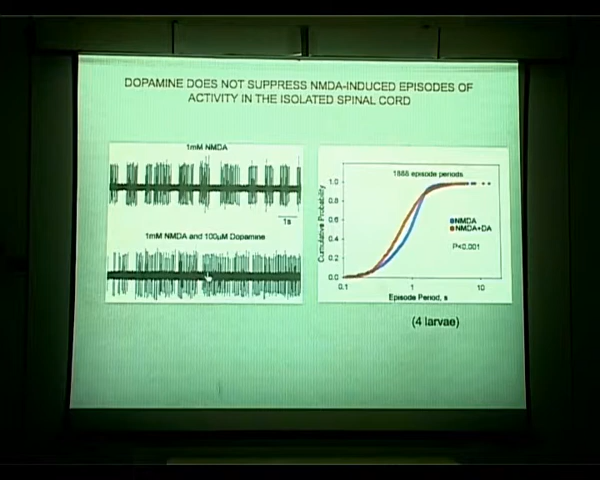 DOPAMINE DOES NOT SUPPRESS NMDA-INDUCED EPISODES OF
ACTIVITY IN THE ISOLATED SPINAL CORD
1mM NMDA
1s
1mM NMDA and 100µM Dopamine
1888 episode periods
Cumulative Probability
1.0
0.8
0.6
0.4
0.2
0.0
NMDA
NMDA+DA
P<0.001
0.1
1
10
Episode Period, s
(4 larvae)